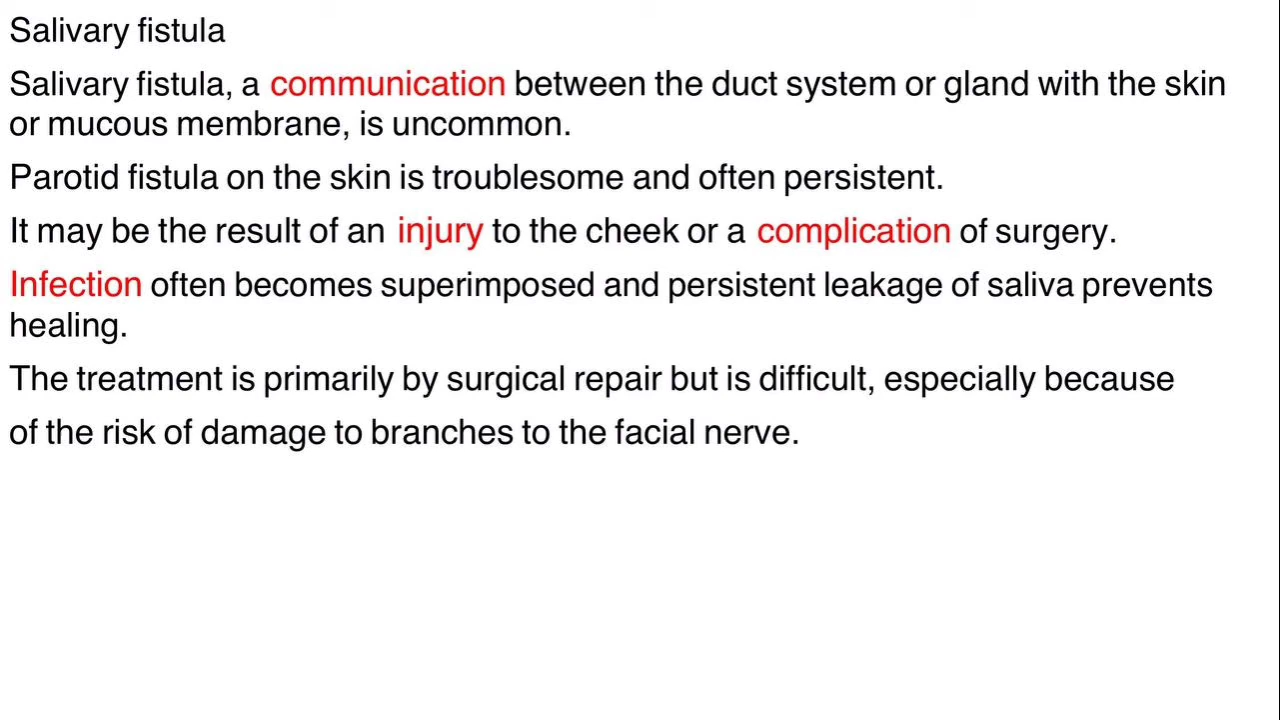 Salivary fistula
Salivary fistula, a communication between the duct system or gland with the skin
or mucous membrane, is uncommon.
Parotid fistula on the skin is troublesome and often persistent.
It may be the result of an injury to the cheek or a complication of surgery.
Infection often becomes superimposed and persistent leakage of saliva prevents
healing.
The treatment is primarily by surgical repair but is difficult, especially because
of the risk of damage to branches to the facial nerve.